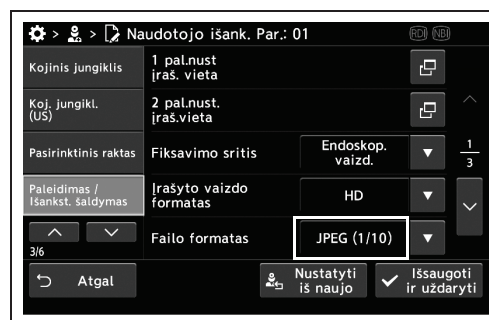 > > Naudotojo išank. Par.: 01
RDI NBI
Kojinis jungiklis
1 pal.nust
įraš. vieta
Koj. jungikl.
(US)
2 pal.nust.
įraš.vieta
Pasirinktinis raktas
Fiksavimo sritis
Endoskop.
vaizd.
1
3
Paleidimas /
Išankst. šaldymas
Įrašyto vaizdo
formatas
HD
3/6
Failo formatas
JPEG (1/10)
Atgal
Nustatyti
iš naujo
Išsaugoti
ir uždaryti